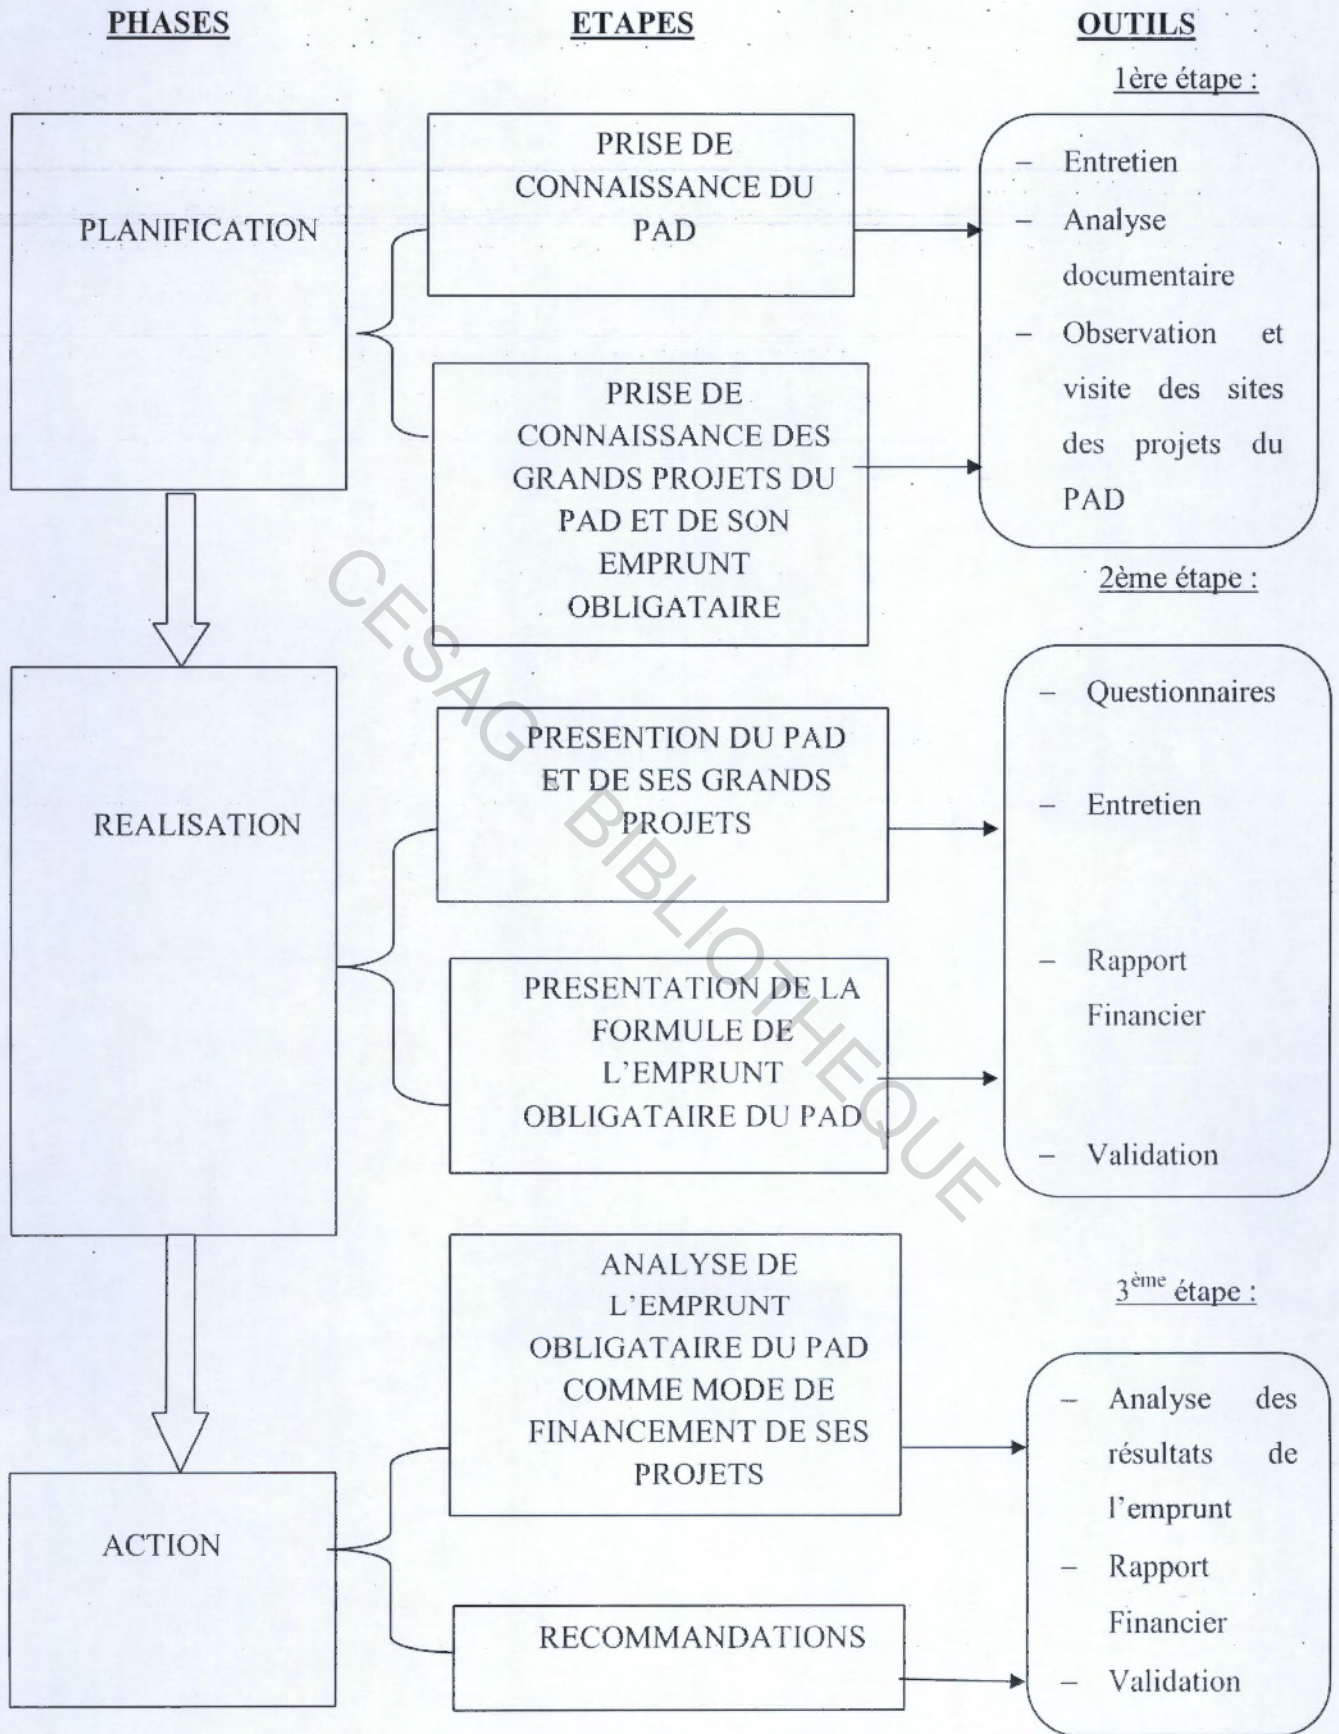 PHASES
ETAPES
OUTILS
1ère étape :
PLANIFICATION
PRISE DE
CONNAISSANCE DU
PAD
PRISE DE
CONNAISSANCE DES
GRANDS PROJETS DU
PAD ET DE SON
EMPRUNT
OBLIGATAIRE
– Entretien
– Analyse
documentaire
– Observation et
visite des sites
des projets du
PAD
2ème étape :
REALISATION
PRESENTION DU PAD
ET DE SES GRANDS
PROJETS
PRESENTATION DE LA
FORMULE DE
L'EMPRUNT
OBLIGATAIRE DU PAD
– Questionnaires
– Entretien
– Rapport
Financier
– Validation
3ème étape :
ACTION
ANALYSE DE
L'EMPRUNT
OBLIGATAIRE DU PAD
COMME MODE DE
FINANCEMENT DE SES
PROJETS
RECOMMANDATIONS
– Analyse des
résultats de
l'emprunt
– Rapport
Financier
– Validation
CESAG BIBLIOTHEQUE